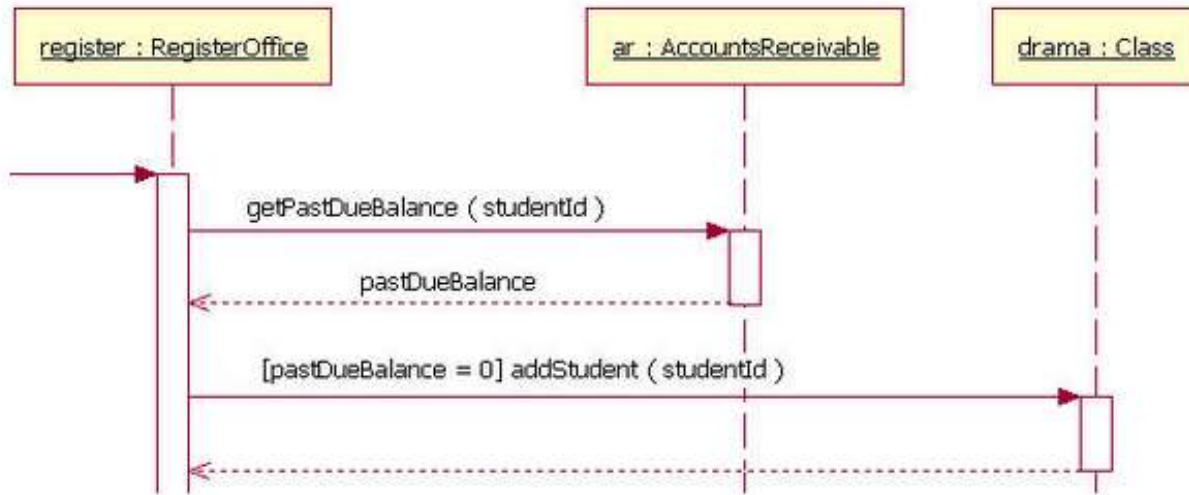 register : RegisterOffice
ar : AccountsReceivable
drama : Class
getPastDueBalance ( studentId )
pastDueBalance
[pastDueBalance = 0] addStudent ( studentId )